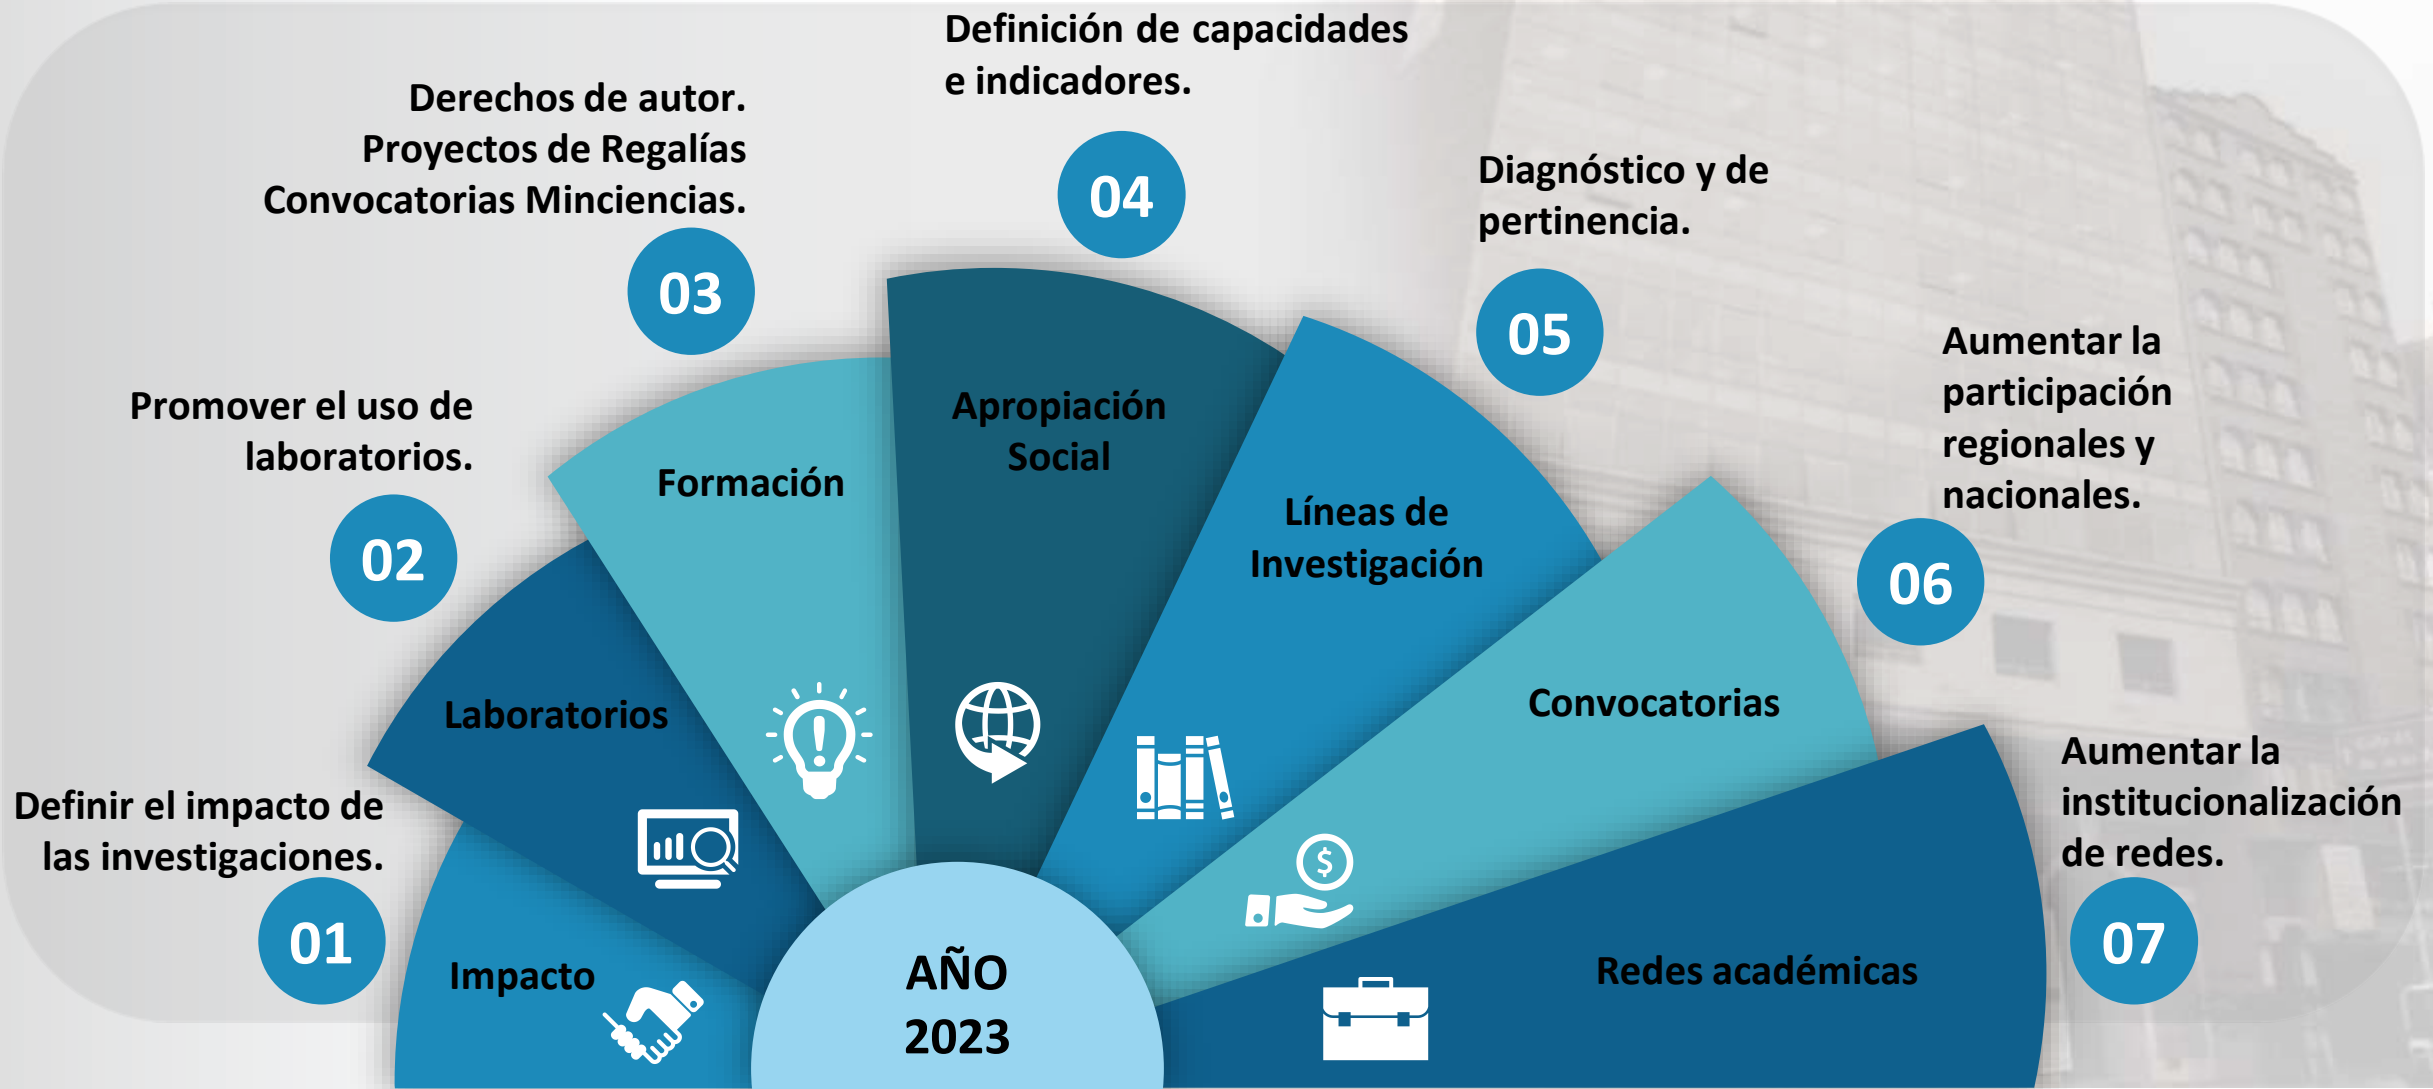 Definición de capacidades
e indicadores.
04
Derechos de autor.
Proyectos de Regalías
Convocatorias Minciencias.
03
Diagnóstico y de
pertinencia.
05
Promover el uso de
laboratorios.
02
Aumentar la
participación
regionales y
nacionales.
06
Definir el impacto de
las investigaciones.
01
Aumentar la
institucionalización
de redes.
07
Impacto
Laboratorios
Formación
Apropiación
Social
Líneas de
Investigación
Convocatorias
$
Redes académicas
AÑO
2023